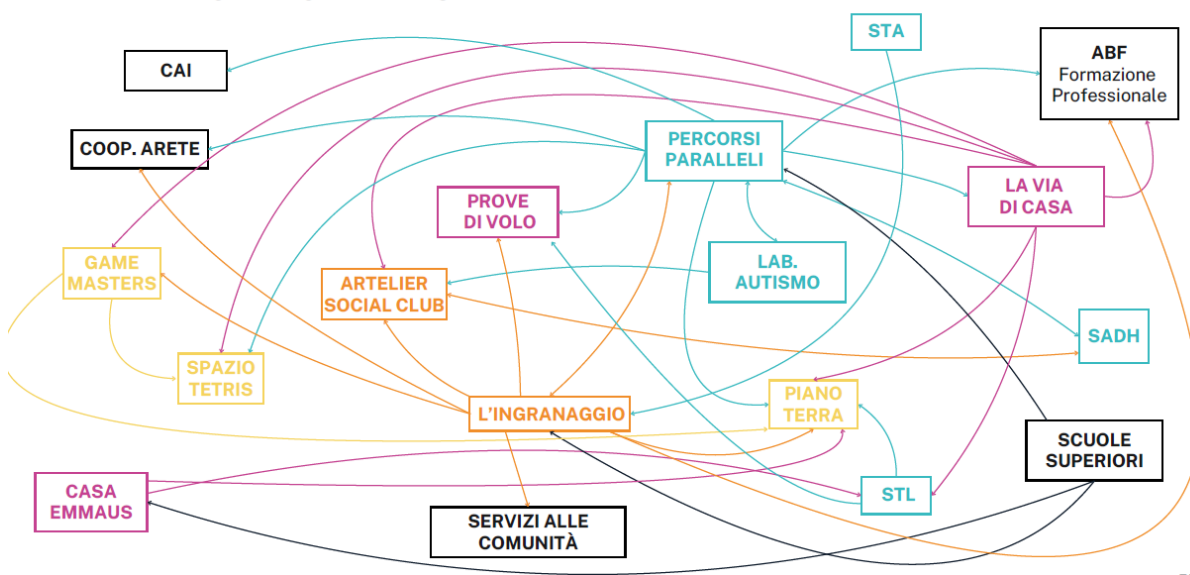 STA
CAI
ABF
Formazione
Professionale
COOP. ARETE
PERCORSI
PARALLELI
LA VIA
DI CASA
PROVE
DI VOLO
GAME
MASTERS
ARTELIER
SOCIAL CLUB
LAB.
AUTISMO
SADH
SPAZIO
TETRIS
L'INGRANAGGIO
PIANO
TERRA
SCUOLE
SUPERIORI
CASA
EMMAUS
STL
SERVIZI ALLE
COMUNITÀ